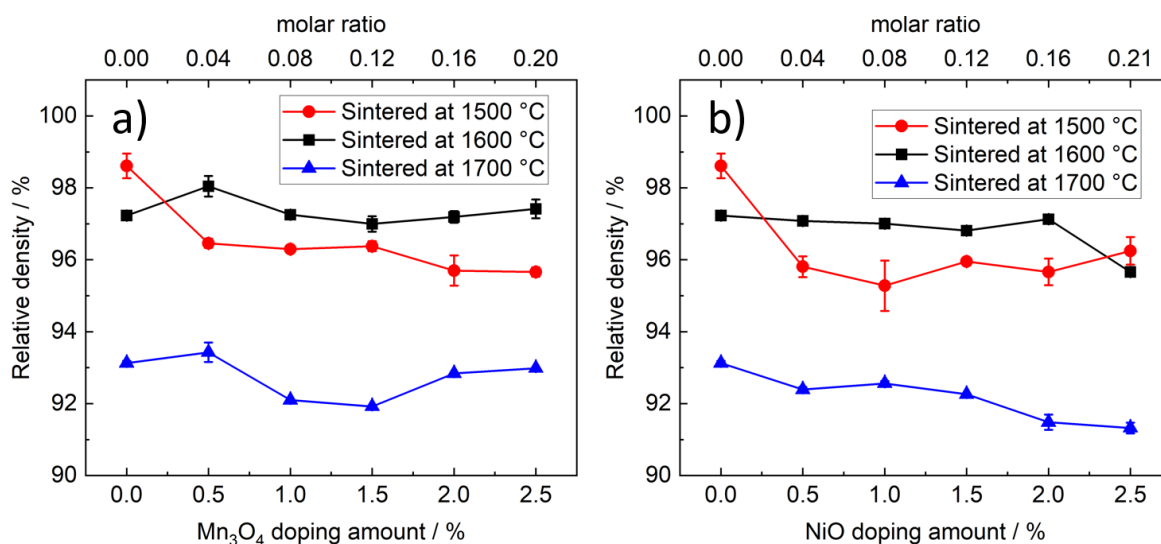 molar ratio
0.00 0.04 0.08 0.12 0.16 0.20
a)
Sintered at 1500 °C
Sintered at 1600 °C
Sintered at 1700 °C
Relative density / %
100
98
96
94
92
90
0.0 0.5 1.0 1.5 2.0 2.5
Mn₃O₄ doping amount / %
molar ratio
0.00 0.04 0.08 0.12 0.16 0.21
b)
Sintered at 1500 °C
Sintered at 1600 °C
Sintered at 1700 °C
Relative density / %
100
98
96
94
92
90
0.0 0.5 1.0 1.5 2.0 2.5
NiO doping amount / %